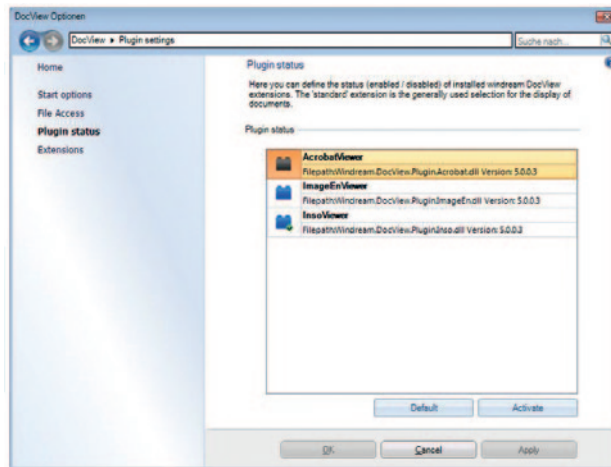 DocView Optionen
DocView ▸ Plugin settings
Suche nach...
Home
Start options
File Access
Plugin status
Extensions
Plugin status
Here you can define the status (enabled / disabled) of installed windream DocView
extensions. The 'standard' extension is the generally used selection for the display of
documents.
Plugin status
AcrobatViewer
Filepath:Windream.DocView.Plugin.Acrobat.dll Version: 5.0.0.3
ImageEnViewer
Filepath:Windream.DocView.Plugin.ImageEn.dll Version: 5.0.0.3
InsoViewer
Filepath:Windream.DocView.Plugin.Inso.dll Version: 5.0.0.3
Default
Activate
OK
Cancel
Apply